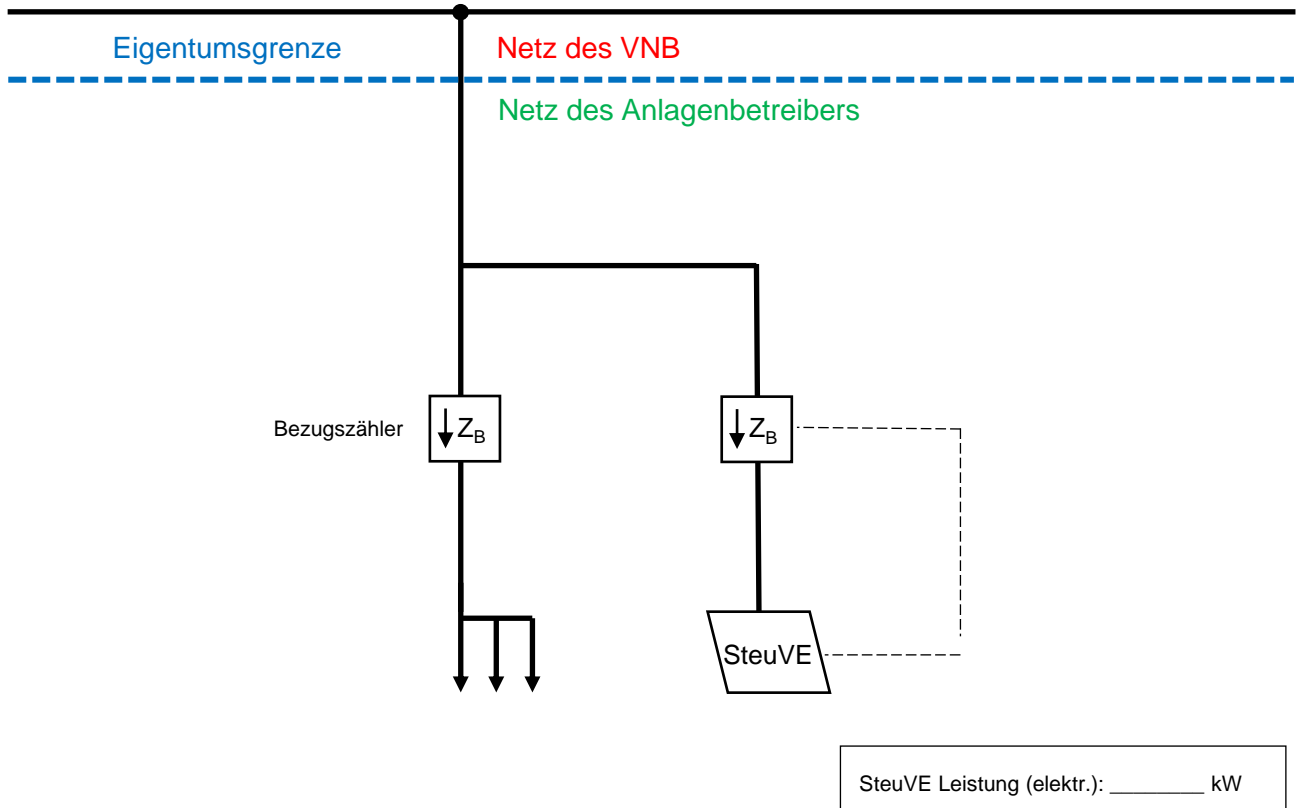 Eigentumsgrenze
Netz des VNB
Netz des Anlagenbetreibers
Bezugszähler
Z_B
Z_B
SteuVE
SteuVE Leistung (elektr.): ________ kW